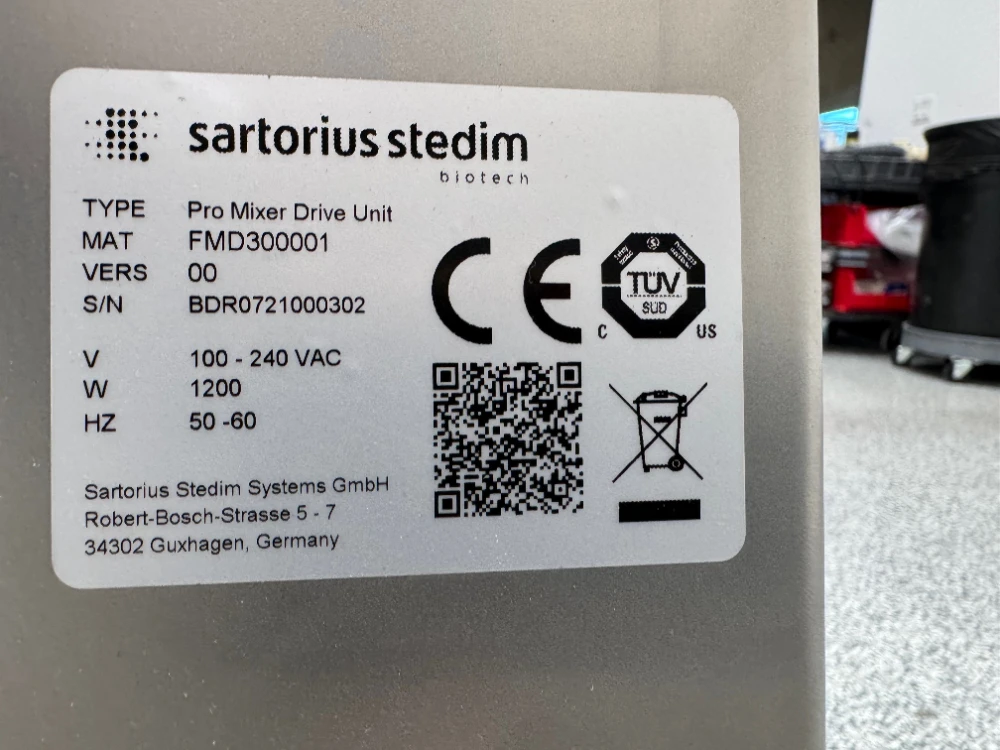 sartorius stedim
biotech
TYPE Pro Mixer Drive Unit
MAT FMD300001
VERS 00
S/N BDR0721000302
V 100 - 240 VAC
W 1200
HZ 50 -60
CE
TÜV
SÜD
C US
Sartorius Stedim Systems GmbH
Robert-Bosch-Strasse 5 - 7
34302 Guxhagen, Germany